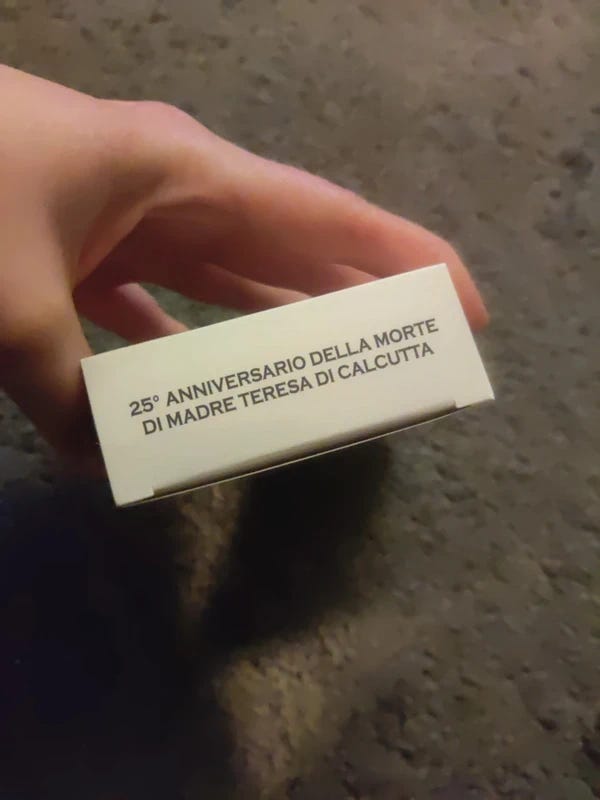 25° ANNIVERSARIO DELLA MORTE
DI MADRE TERESA DI CALCUTTA